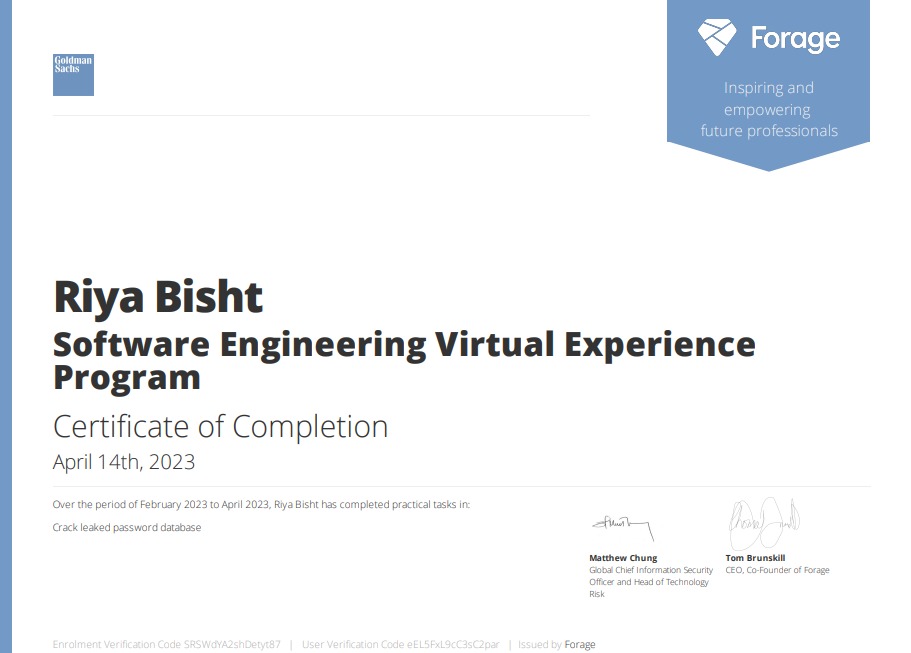 Goldman
Sachs
Forage
Inspiring and
empowering
future professionals
Riya Bisht
Software Engineering Virtual Experience
Program
Certificate of Completion
April 14th, 2023
Over the period of February 2023 to April 2023, Riya Bisht has completed practical tasks in:
Crack leaked password database
Matthew Chung
Global Chief Information Security
Officer and Head of Technology
Risk
Tom Brunskill
CEO, Co-Founder of Forage
Enrolment Verification Code SRSWdYA2shDetyt87 | User Verification Code eEL5FxL9cC3sC2par | Issued by Forage